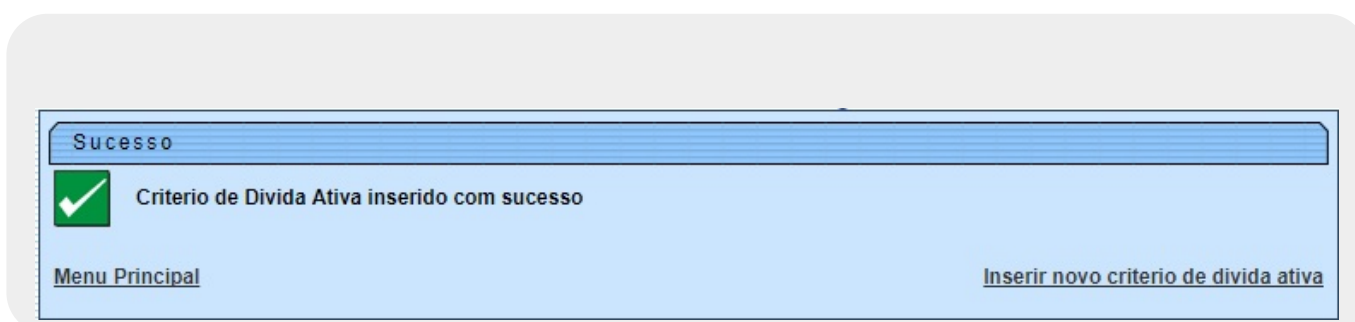 Sucesso
Criterio de Divida Ativa inserido com sucesso
Menu Principal
Inserir novo criterio de divida ativa